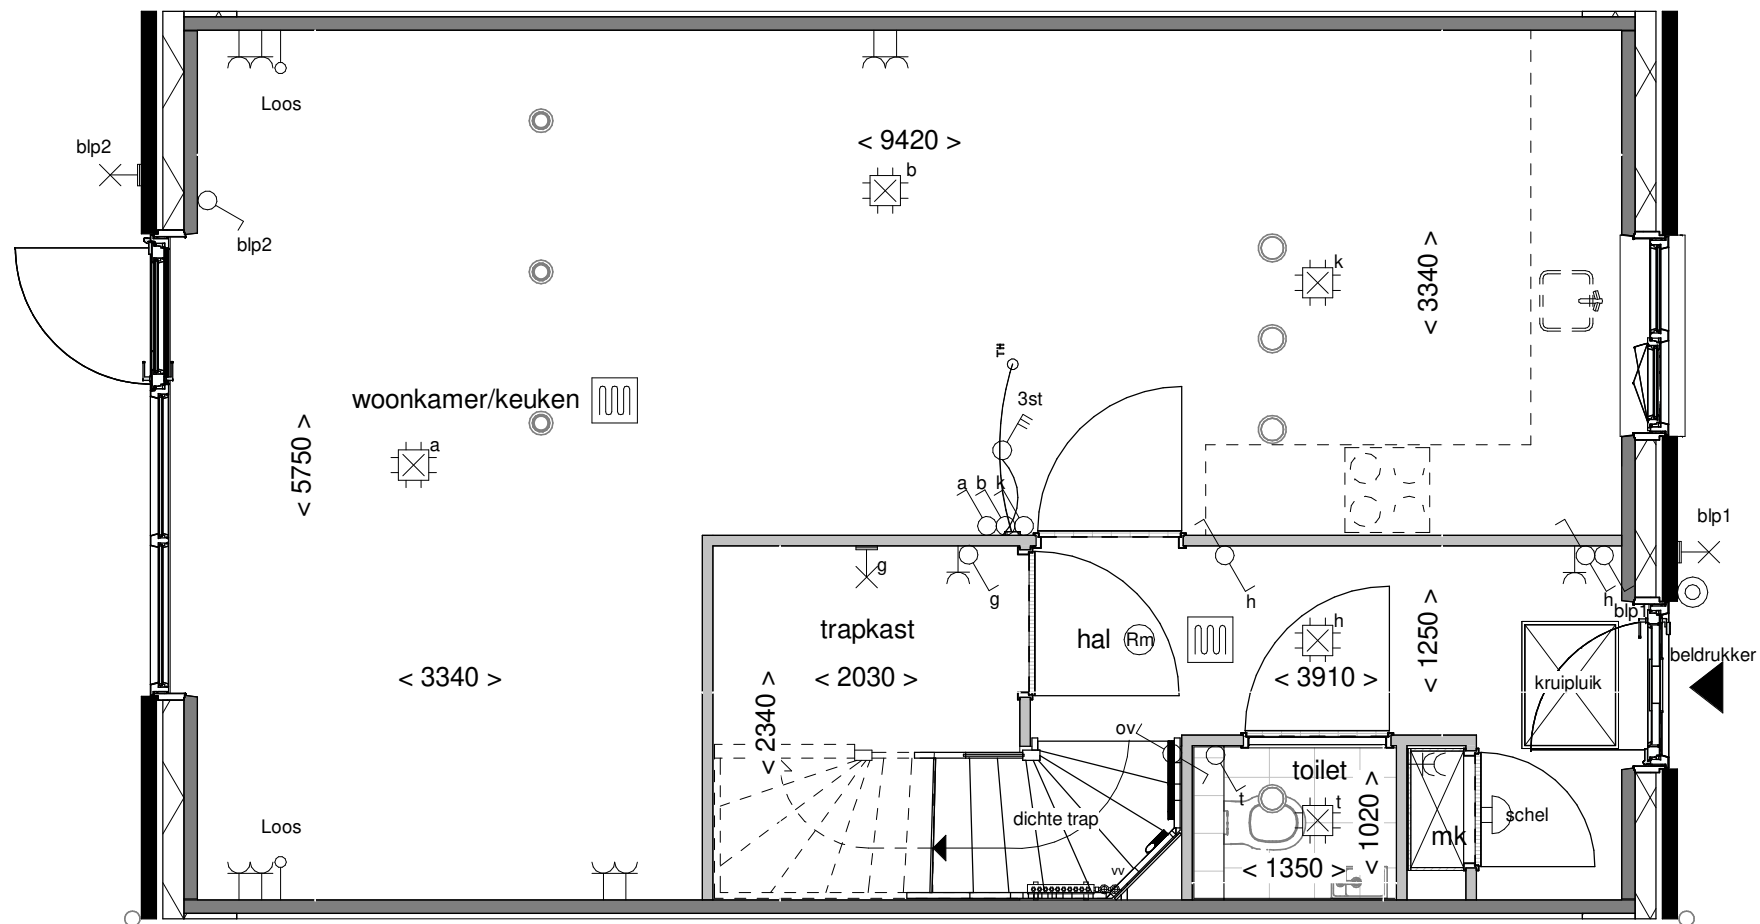 Loos
blp2
< 9420 >
b
blp2
k
< 3340 >
TH
woonkamer/keuken
3st
a
< 5750 >
a b k
blp1
g
g
h
h
blp1
trapkast
hal
Rm
h
< 1250 >
beldrukker
< 3340 >
< 2030 >
< 3910 >
kruipluik
< 2340 >
ov
toilet
t
t
< 1020 >
Loos
dichte trap
schel
mk
vv
< 1350 >